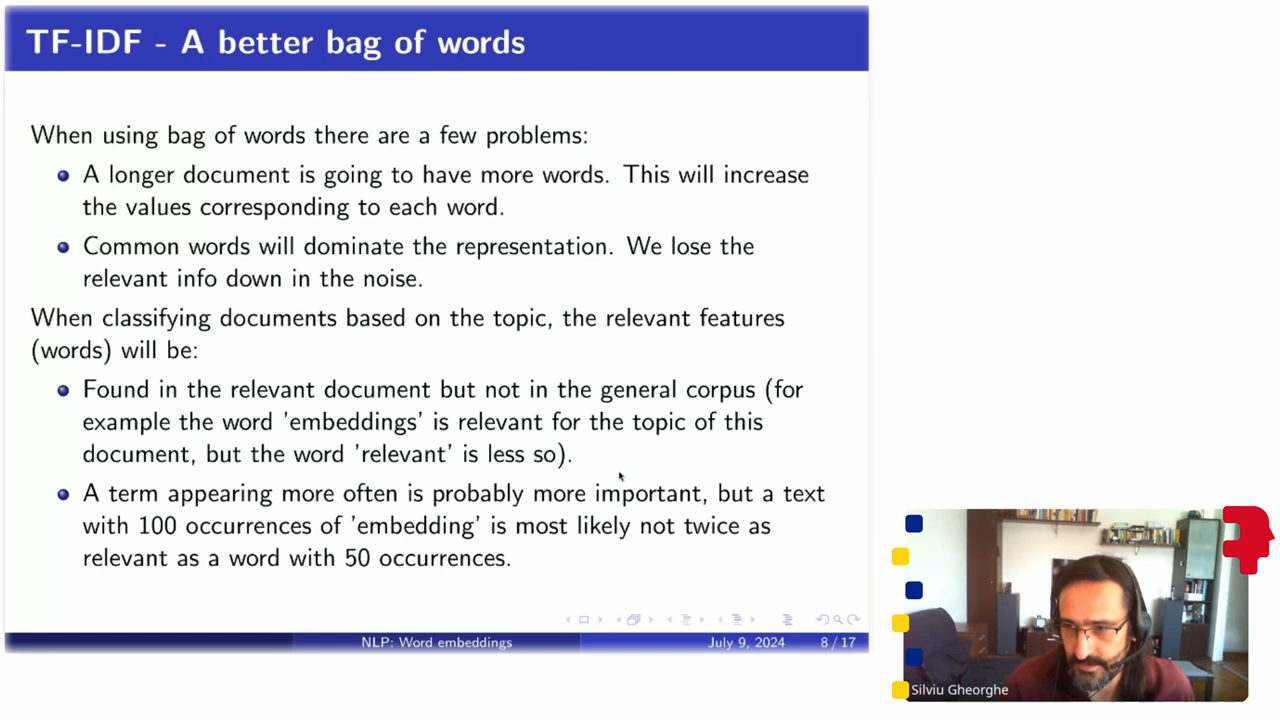 TF-IDF - A better bag of words
When using bag of words there are a few problems:
A longer document is going to have more words. This will increase
the values corresponding to each word.
Common words will dominate the representation. We lose the
relevant info down in the noise.
When classifying documents based on the topic, the relevant features
(words) will be:
Found in the relevant document but not in the general corpus (for
example the word 'embeddings' is relevant for the topic of this
document, but the word 'relevant' is less so).
A term appearing more often is probably more important, but a text
with 100 occurrences of 'embedding' is most likely not twice as
relevant as a word with 50 occurrences.
NLP: Word embeddings July 9, 2024 8 / 17
Silviu Gheorghe